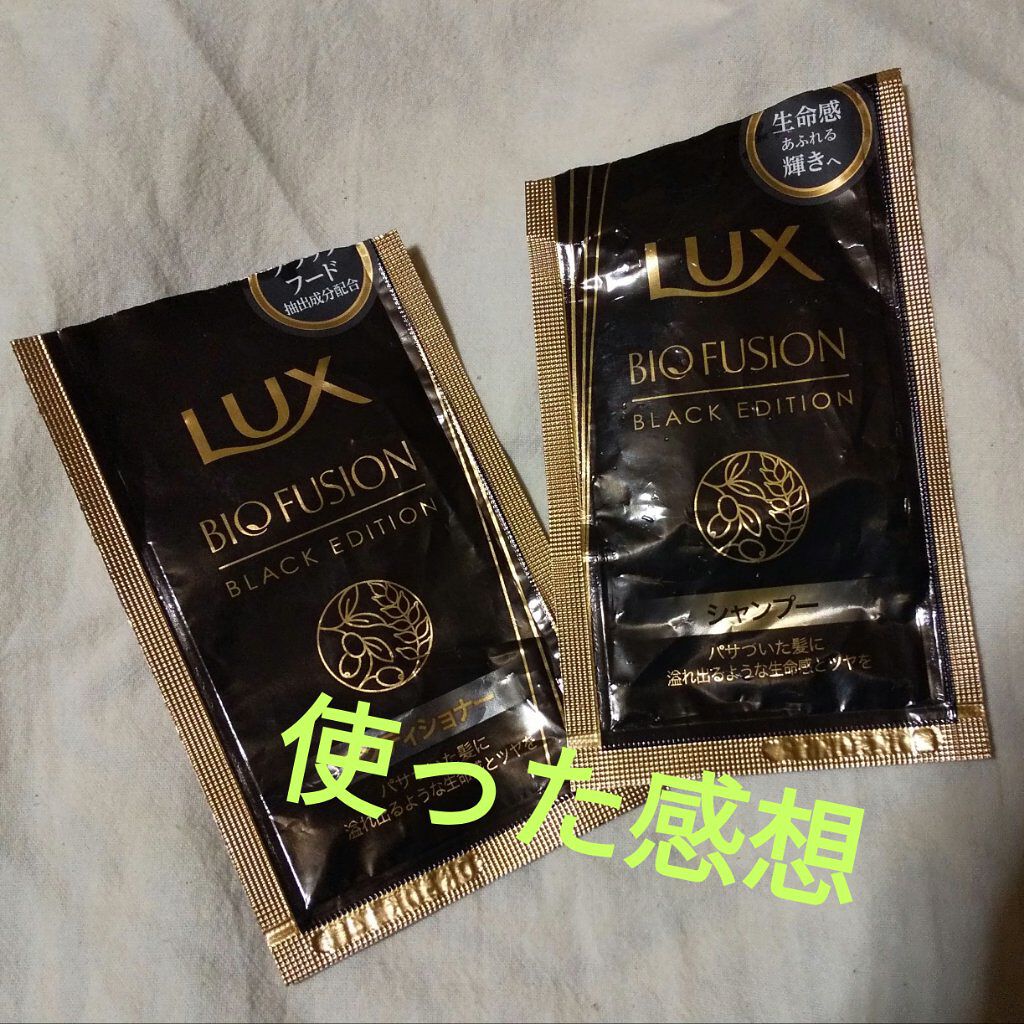 フード
抽出成分配合
LUX
BIO FUSION
BLACK EDITION
ディショナー
パサついた髪に
溢れ出るような生命感とツヤを
生命感
あふれる
輝きへ
LUX
BIO FUSION
BLACK EDITION
シャンプー
パサついた髪に
溢れ出るような生命感とツヤを
使った感想